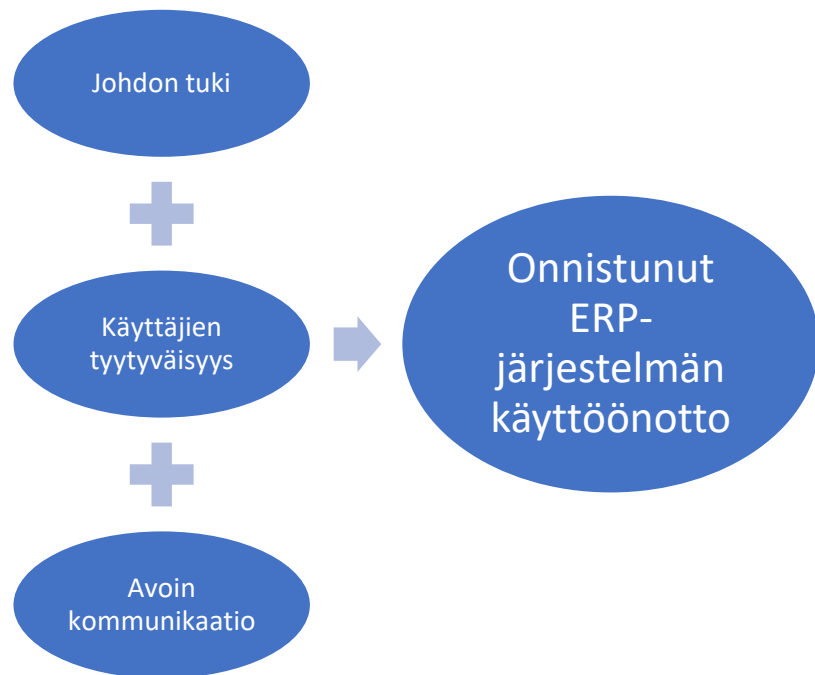 Johdon tuki
Käyttäjien
tyytyväisyys
Avoin
kommunikaatio
Onnistunut
ERP-
järjestelmän
käyttöönotto